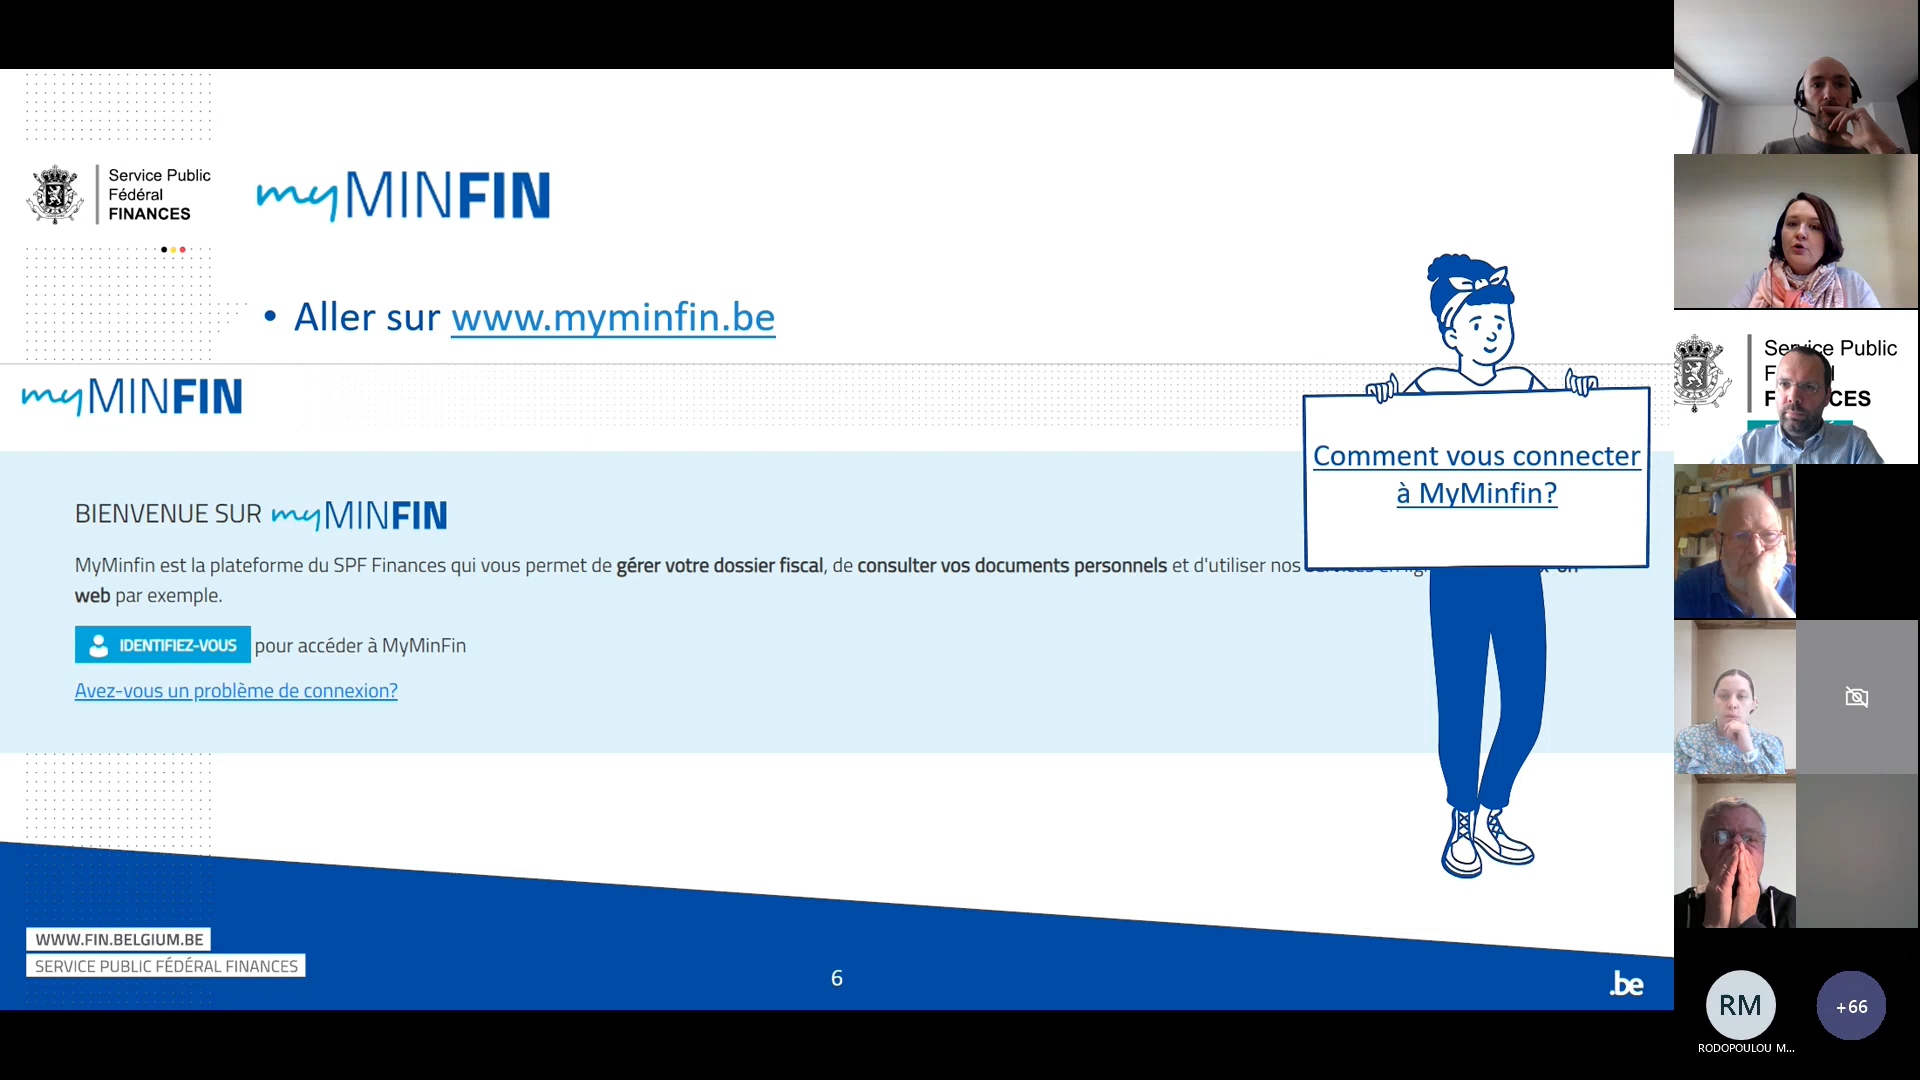 Service Public
Fédéral
FINANCES
myMINFIN
• Aller sur www.myminfin.be
myMINFIN
Comment vous connecter
à MyMinfin?
BIENVENUE SUR myMINFIN
MyMinfin est la plateforme du SPF Finances qui vous permet de gérer votre dossier fiscal, de consulter vos documents personnels et d'utiliser nos
web par exemple.
IDENTIFIEZ-VOUS pour accéder à MyMinFin
Avez-vous un problème de connexion?
WWW.FIN.BELGIUM.BE
SERVICE PUBLIC FÉDÉRAL FINANCES
6
.be
Service Public
RM
+66
RODOPOULOU M...